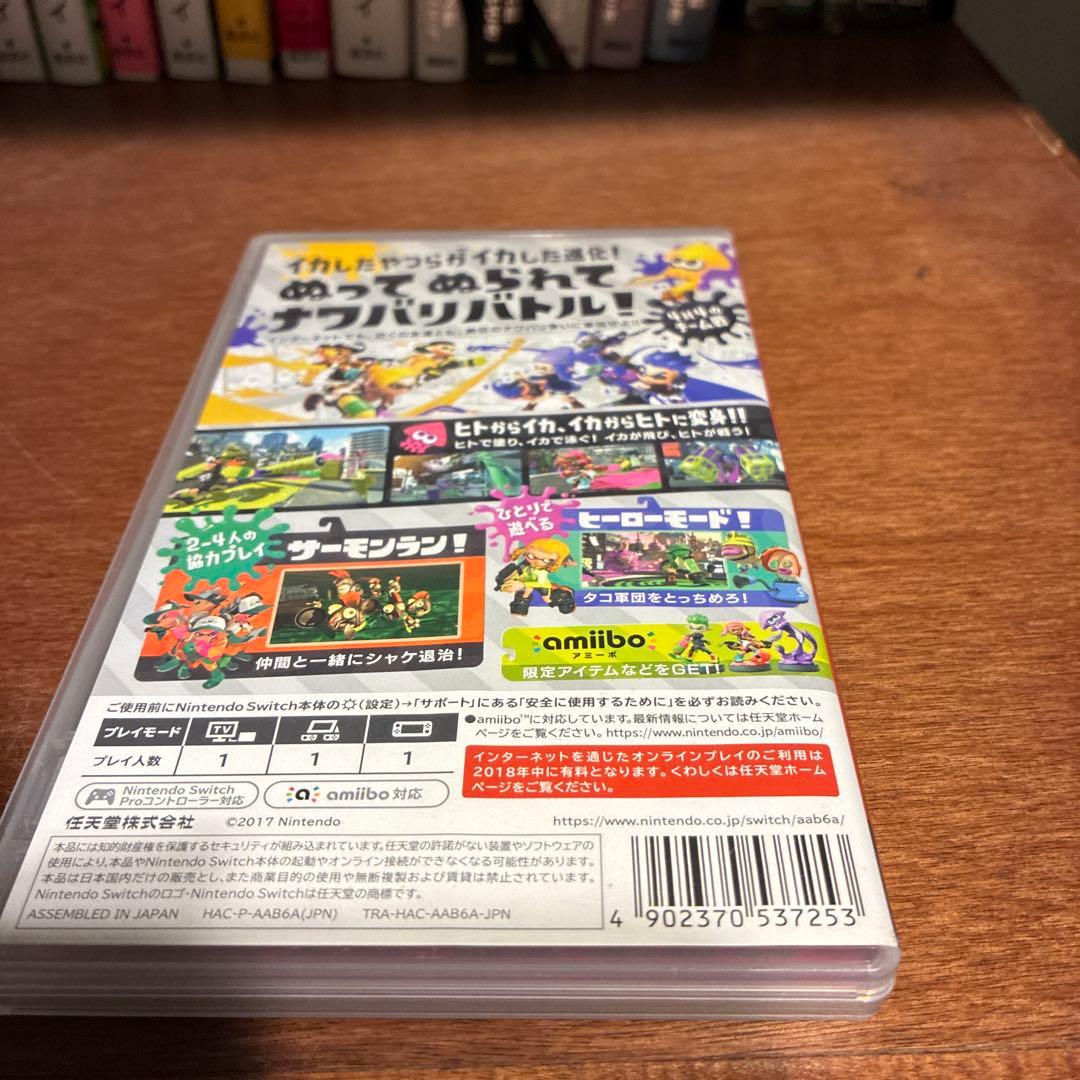 イカしたやつらがイカした進化!
ぬって ぬられて
ナワバリバトル!
4対4の
チーム戦
ヒトからイカ、イカからヒトに変身!!
ヒトで塗り、イカで泳ぐ! イカが飛び、ヒトが戦う!
2-4人の
協力プレイ
サーモンラン!
仲間と一緒にシャケ退治!
ひとりで
遊べる
ヒーローモード!
タコ軍団をとっちめろ!
amiibo
アミーボ
限定アイテムなどをGET!
ご使用前にNintendo Switch本体の(設定)→「サポート」にある「安全に使用するために」を必ずお読みください。
プレイモード TV
プレイ人数 1 1 1
●amiibo™に対応しています。最新情報については任天堂ホーム
ページをご覧ください。https://www.nintendo.co.jp/amiibo/
インターネットを通じたオンラインプレイのご利用は
2018年中に有料となります。くわしくは任天堂ホーム
ページをご覧ください。
Nintendo Switch
Proコントローラー対応
amiibo 対応
任天堂株式会社 ©2017 Nintendo
https://www.nintendo.co.jp/switch/aab6a/
本品には知的財産権を保護するセキュリティが組み込まれています。任天堂の許諾がない装置やソフトウェアの
使用により、本品やNintendo Switch本体の起動やオンライン接続ができなくなる可能性があります。
本品は日本国内だけの販売とし、また商業目的の使用や無断複製および賃貸は禁止されています。
Nintendo Switchのロゴ・Nintendo Switchは任天堂の商標です。
ASSEMBLED IN JAPAN HAC-P-AAB6A(JPN) TRA-HAC-AAB6A-JPN
4 902370 537253